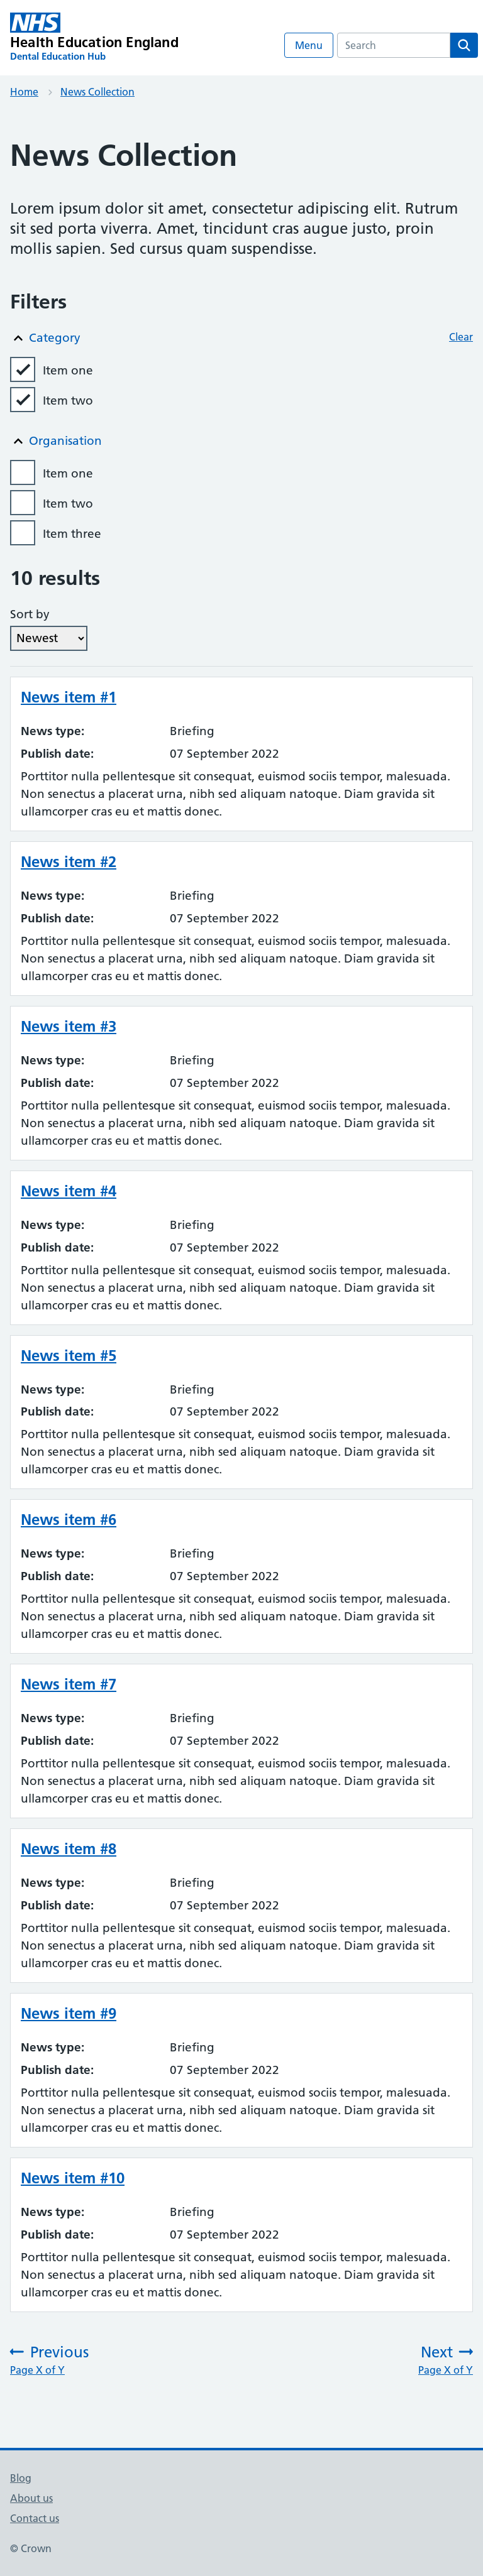 NHS
Health Education England
Dental Education Hub
Menu
Search
Home > News Collection
News Collection
Lorem ipsum dolor sit amet, consectetur adipiscing elit. Rutrum
sit sed porta viverra. Amet, tincidunt cras augue justo, proin
mollis sapien. Sed cursus quam suspendisse.
Filters
Category Clear
Item one
Item two
Organisation
Item one
Item two
Item three
10 results
Sort by
Newest
News item #1
News type: Briefing
Publish date: 07 September 2022
Porttitor nulla pellentesque sit consequat, euismod sociis tempor, malesuada.
Non senectus a placerat urna, nibh sed aliquam natoque. Diam gravida sit
ullamcorper cras eu et mattis donec.
News item #2
News type: Briefing
Publish date: 07 September 2022
Porttitor nulla pellentesque sit consequat, euismod sociis tempor, malesuada.
Non senectus a placerat urna, nibh sed aliquam natoque. Diam gravida sit
ullamcorper cras eu et mattis donec.
News item #3
News type: Briefing
Publish date: 07 September 2022
Porttitor nulla pellentesque sit consequat, euismod sociis tempor, malesuada.
Non senectus a placerat urna, nibh sed aliquam natoque. Diam gravida sit
ullamcorper cras eu et mattis donec.
News item #4
News type: Briefing
Publish date: 07 September 2022
Porttitor nulla pellentesque sit consequat, euismod sociis tempor, malesuada.
Non senectus a placerat urna, nibh sed aliquam natoque. Diam gravida sit
ullamcorper cras eu et mattis donec.
News item #5
News type: Briefing
Publish date: 07 September 2022
Porttitor nulla pellentesque sit consequat, euismod sociis tempor, malesuada.
Non senectus a placerat urna, nibh sed aliquam natoque. Diam gravida sit
ullamcorper cras eu et mattis donec.
News item #6
News type: Briefing
Publish date: 07 September 2022
Porttitor nulla pellentesque sit consequat, euismod sociis tempor, malesuada.
Non senectus a placerat urna, nibh sed aliquam natoque. Diam gravida sit
ullamcorper cras eu et mattis donec.
News item #7
News type: Briefing
Publish date: 07 September 2022
Porttitor nulla pellentesque sit consequat, euismod sociis tempor, malesuada.
Non senectus a placerat urna, nibh sed aliquam natoque. Diam gravida sit
ullamcorper cras eu et mattis donec.
News item #8
News type: Briefing
Publish date: 07 September 2022
Porttitor nulla pellentesque sit consequat, euismod sociis tempor, malesuada.
Non senectus a placerat urna, nibh sed aliquam natoque. Diam gravida sit
ullamcorper cras eu et mattis donec.
News item #9
News type: Briefing
Publish date: 07 September 2022
Porttitor nulla pellentesque sit consequat, euismod sociis tempor, malesuada.
Non senectus a placerat urna, nibh sed aliquam natoque. Diam gravida sit
ullamcorper cras eu et mattis donec.
News item #10
News type: Briefing
Publish date: 07 September 2022
Porttitor nulla pellentesque sit consequat, euismod sociis tempor, malesuada.
Non senectus a placerat urna, nibh sed aliquam natoque. Diam gravida sit
ullamcorper cras eu et mattis donec.
← Previous Next →
Page X of Y Page X of Y
Blog
About us
Contact us
© Crown